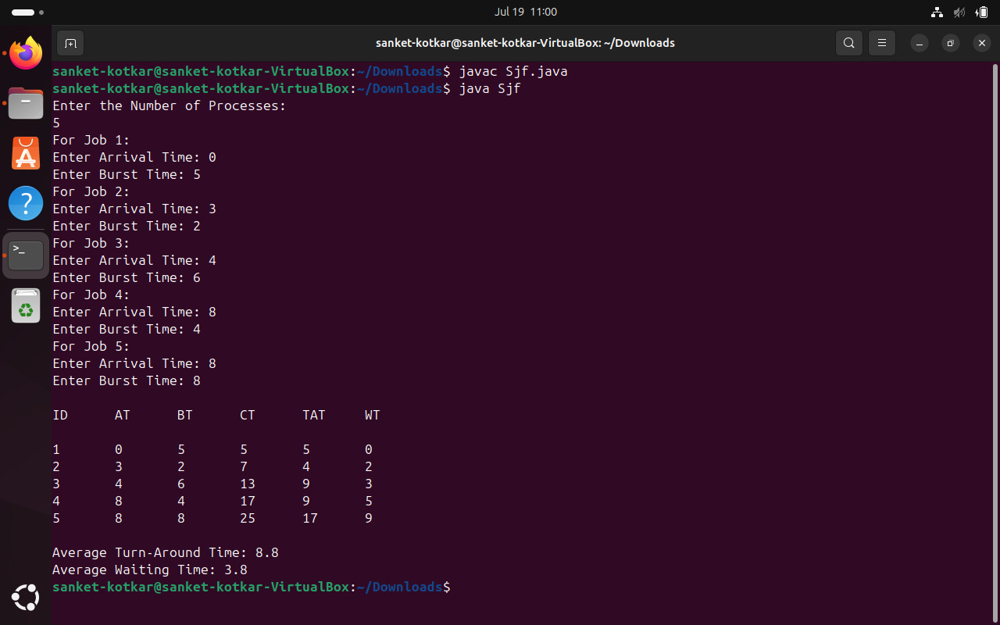 Jul 19 11:00
sanket-kotkar@sanket-kotkar-VirtualBox: ~/Downloads
sanket-kotkar@sanket-kotkar-VirtualBox:~/Downloads$ javac Sjf.java
sanket-kotkar@sanket-kotkar-VirtualBox:~/Downloads$ java Sjf
Enter the Number of Processes:
5
For Job 1:
Enter Arrival Time: 0
Enter Burst Time: 5
For Job 2:
Enter Arrival Time: 3
Enter Burst Time: 2
For Job 3:
Enter Arrival Time: 4
Enter Burst Time: 6
For Job 4:
Enter Arrival Time: 8
Enter Burst Time: 4
For Job 5:
Enter Arrival Time: 8
Enter Burst Time: 8
ID AT BT CT TAT WT
1 0 5 5 5 0
2 3 2 7 4 2
3 4 6 13 9 3
4 8 4 17 9 5
5 8 8 25 17 9
Average Turn-Around Time: 8.8
Average Waiting Time: 3.8
sanket-kotkar@sanket-kotkar-VirtualBox:~/Downloads$